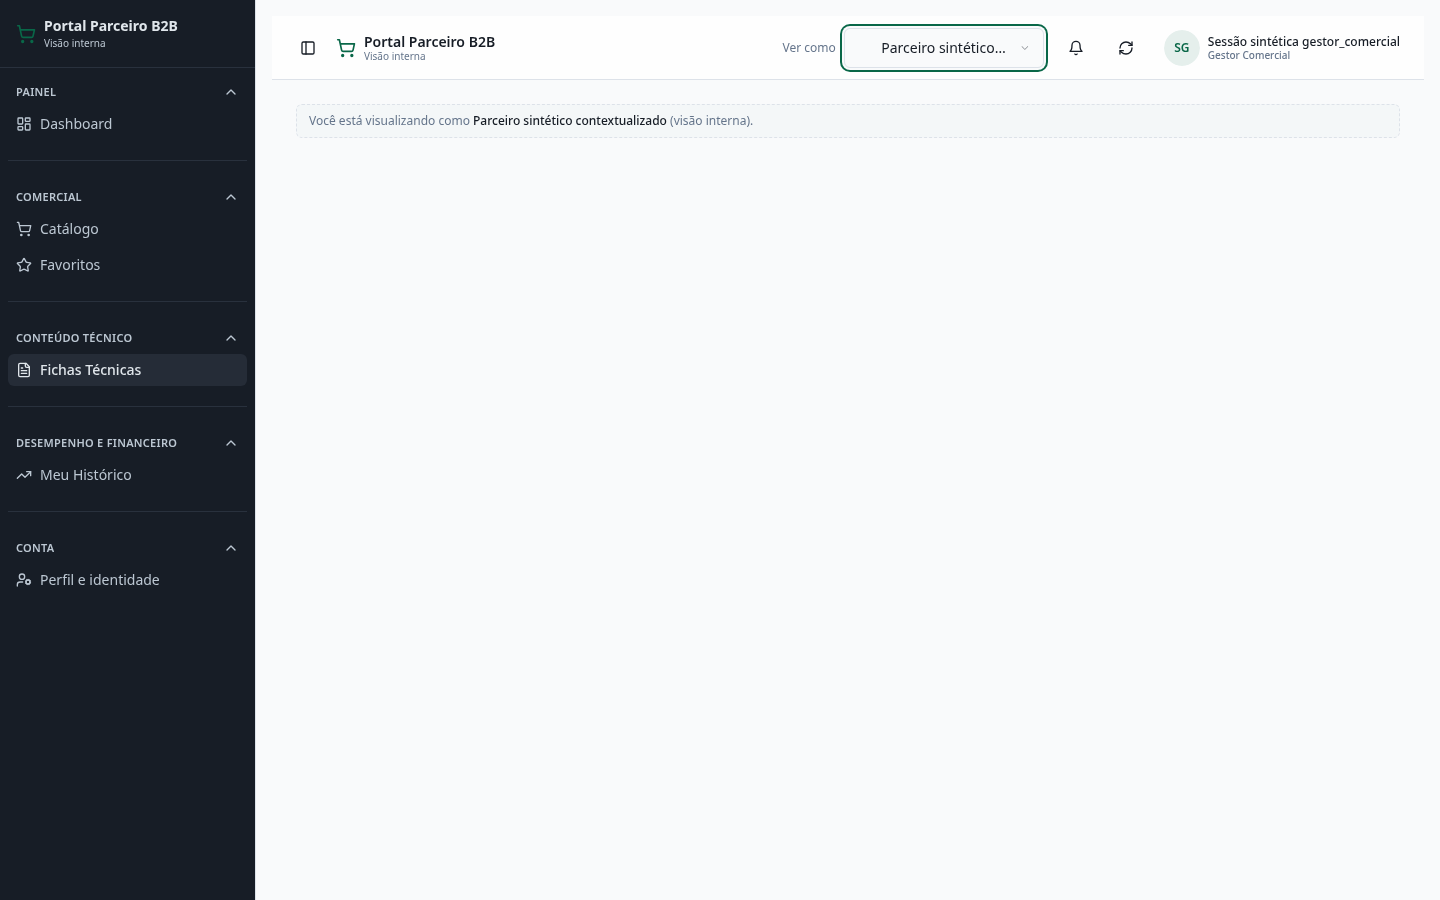 Portal Parceiro B2B
Visão interna
PAINEL
Dashboard
COMERCIAL
Catálogo
Favoritos
CONTEÚDO TÉCNICO
Fichas Técnicas
DESEMPENHO E FINANCEIRO
Meu Histórico
CONTA
Perfil e identidade
Portal Parceiro B2B
Visão interna
Ver como
Parceiro sintético...
SG
Sessão sintética gestor_comercial
Gestor Comercial
Você está visualizando como Parceiro sintético contextualizado (visão interna).